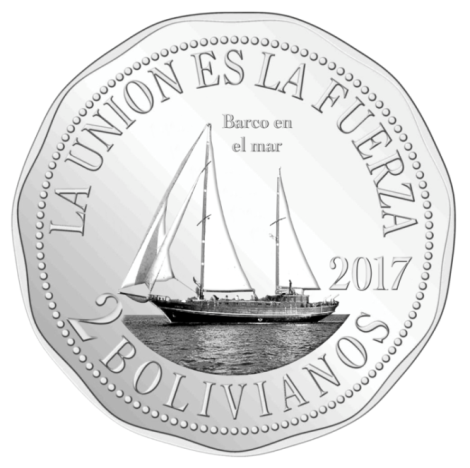 LA UNION ES LA FUERZA
Barco en
el mar
2017
2 BOLIVIANOS